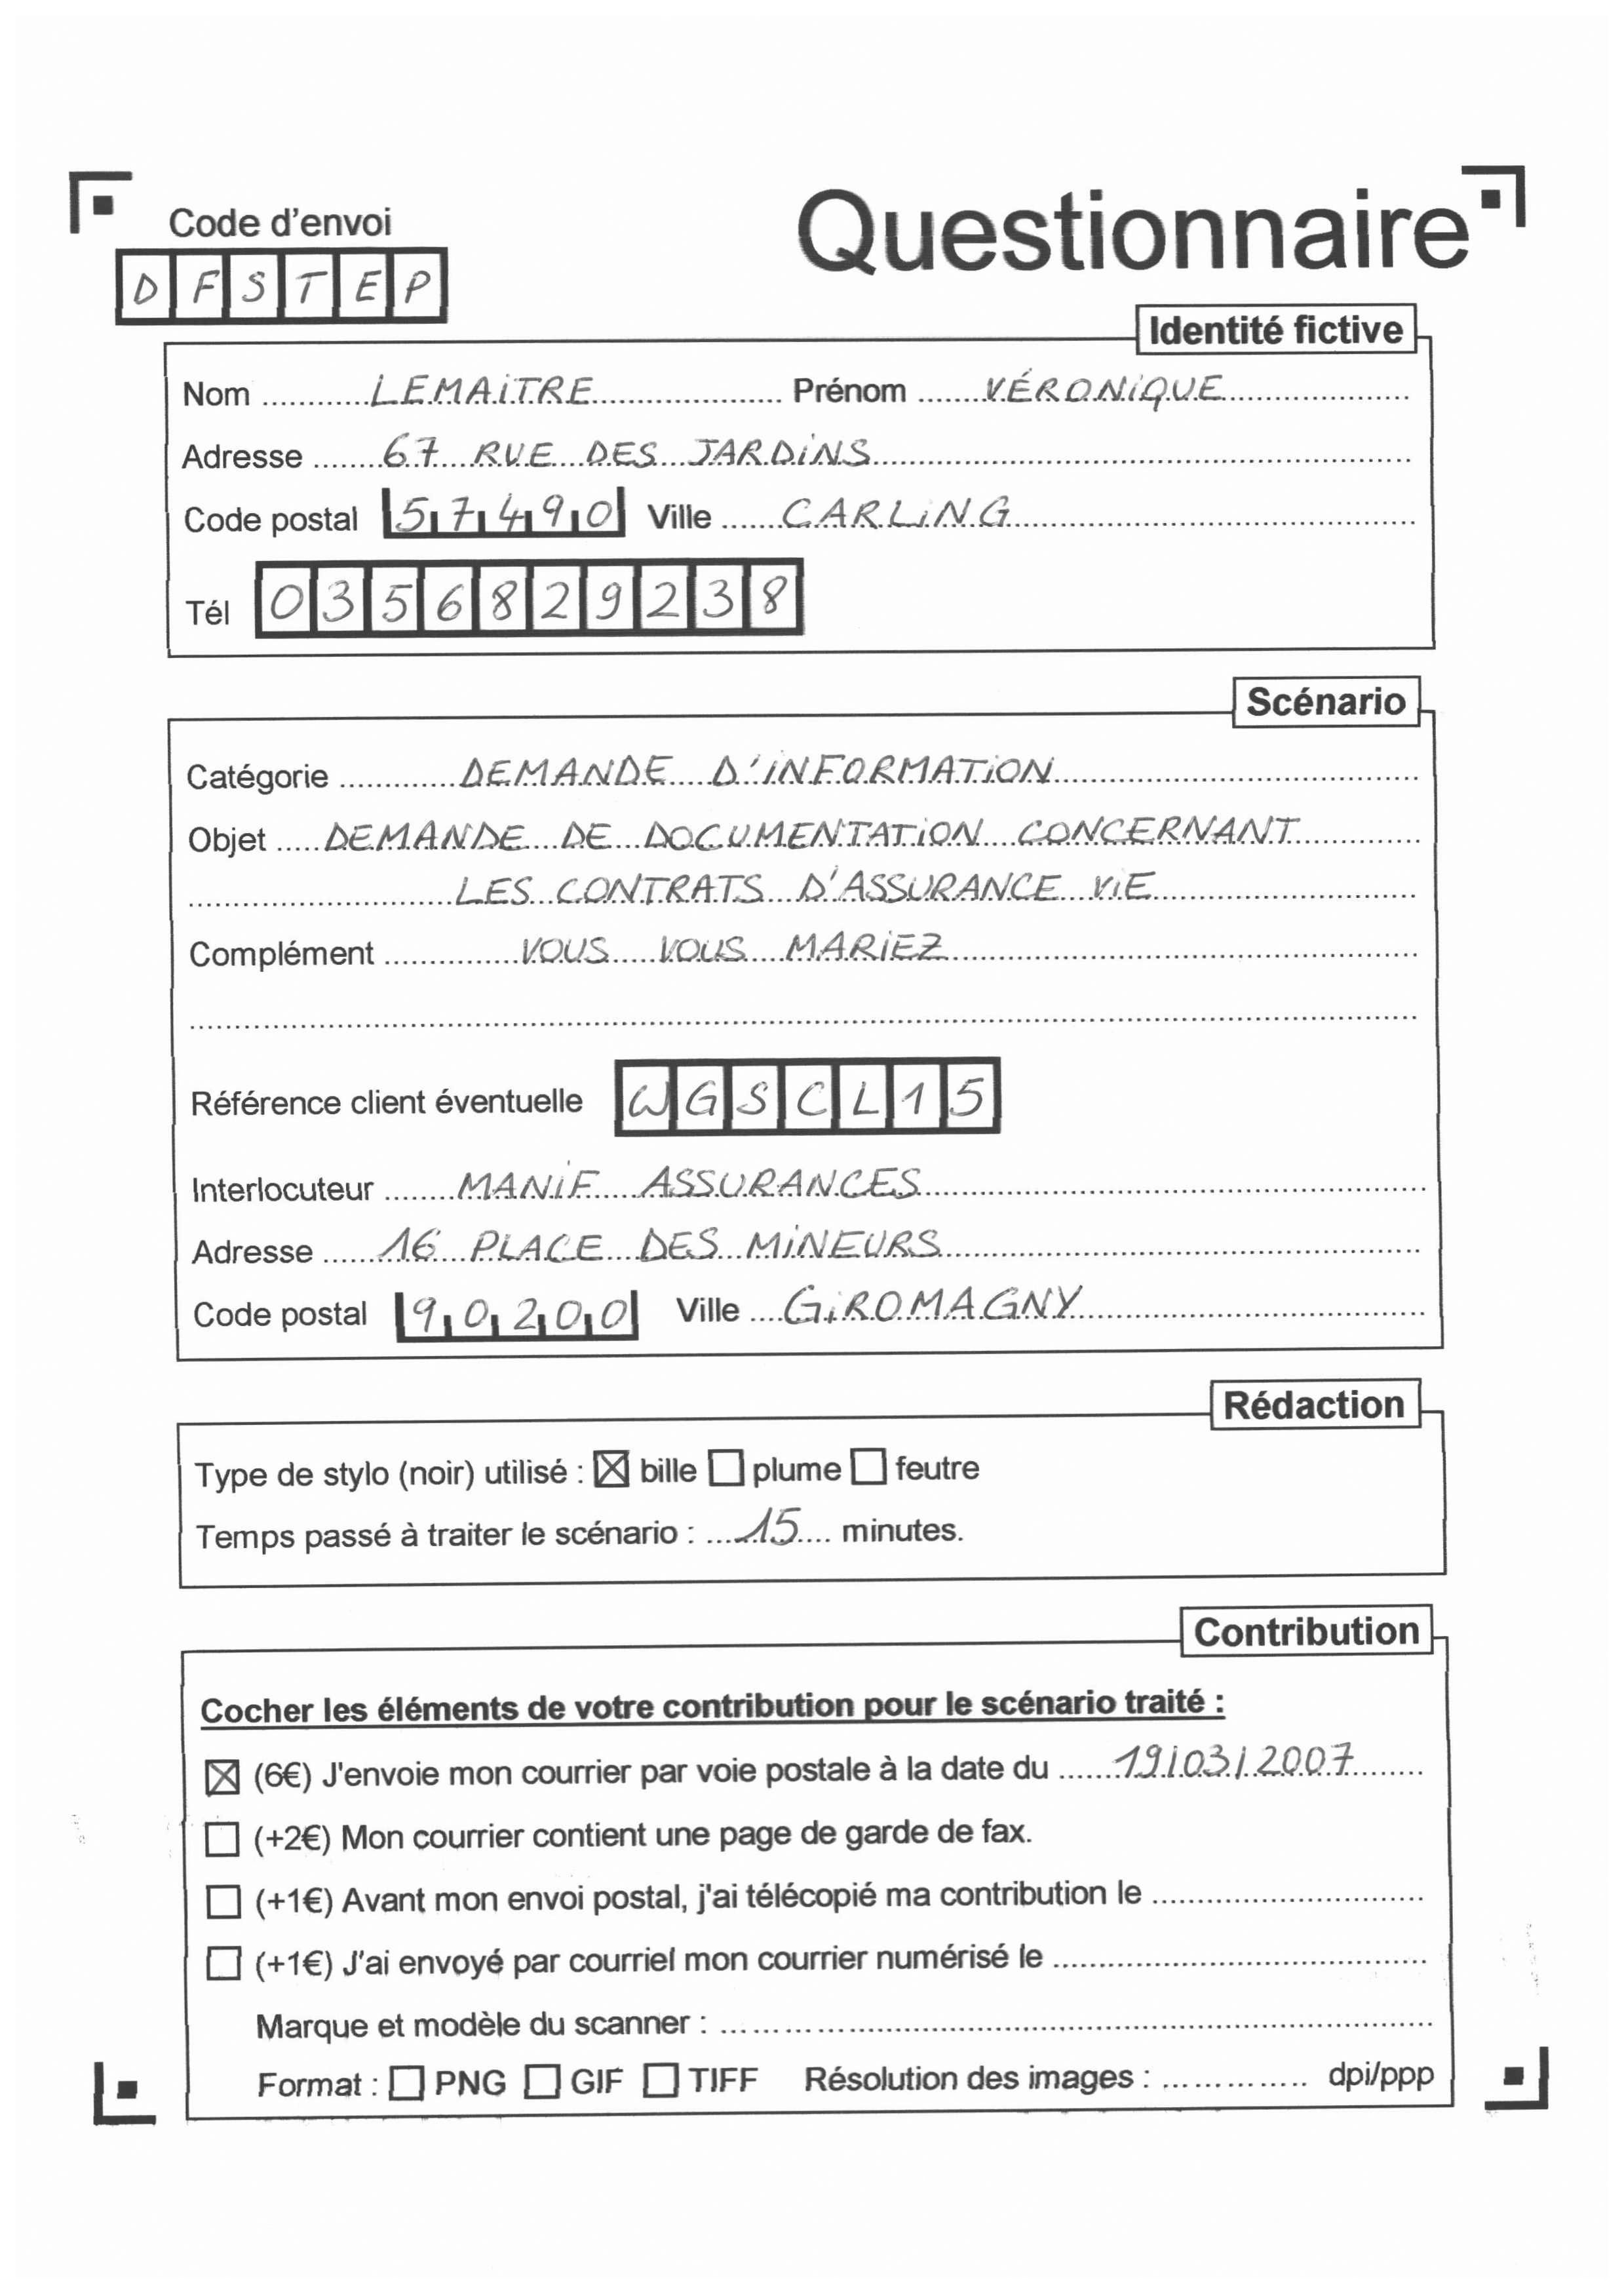 Code d'envoi
Questionnaire
DFSTEP
Identité fictive
Nom LEMAITRE Prénom VÉRONIQUE
Adresse 67 RUE DES JARDINS
Code postal 57490 Ville CARLING
Tél 0356829238
Scénario
Catégorie DEMANDE D'INFORMATION
Objet DEMANDE DE DOCUMENTATION CONCERNANT
LES CONTRATS D'ASSURANCE VIE
Complément VOUS VOUS MARIEZ
Référence client éventuelle WGSCL15
Interlocuteur MANIF ASSURANCES
Adresse 16 PLACE DES MINEURS
Code postal 90200 Ville GIROMAGNY
Rédaction
Type de stylo (noir) utilisé : ☒ bille ☐ plume ☐ feutre
Temps passé à traiter le scénario : 15 minutes.
Contribution
Cocher les éléments de votre contribution pour le scénario traité :
☒ (6€) J'envoie mon courrier par voie postale à la date du 19/03/2007
☐ (+2€) Mon courrier contient une page de garde de fax.
☐ (+1€) Avant mon envoi postal, j'ai télécopié ma contribution le
☐ (+1€) J'ai envoyé par courriel mon courrier numérisé le
Marque et modèle du scanner :
Format : ☐ PNG ☐ GIF ☐ TIFF Résolution des images : dpi/ppp